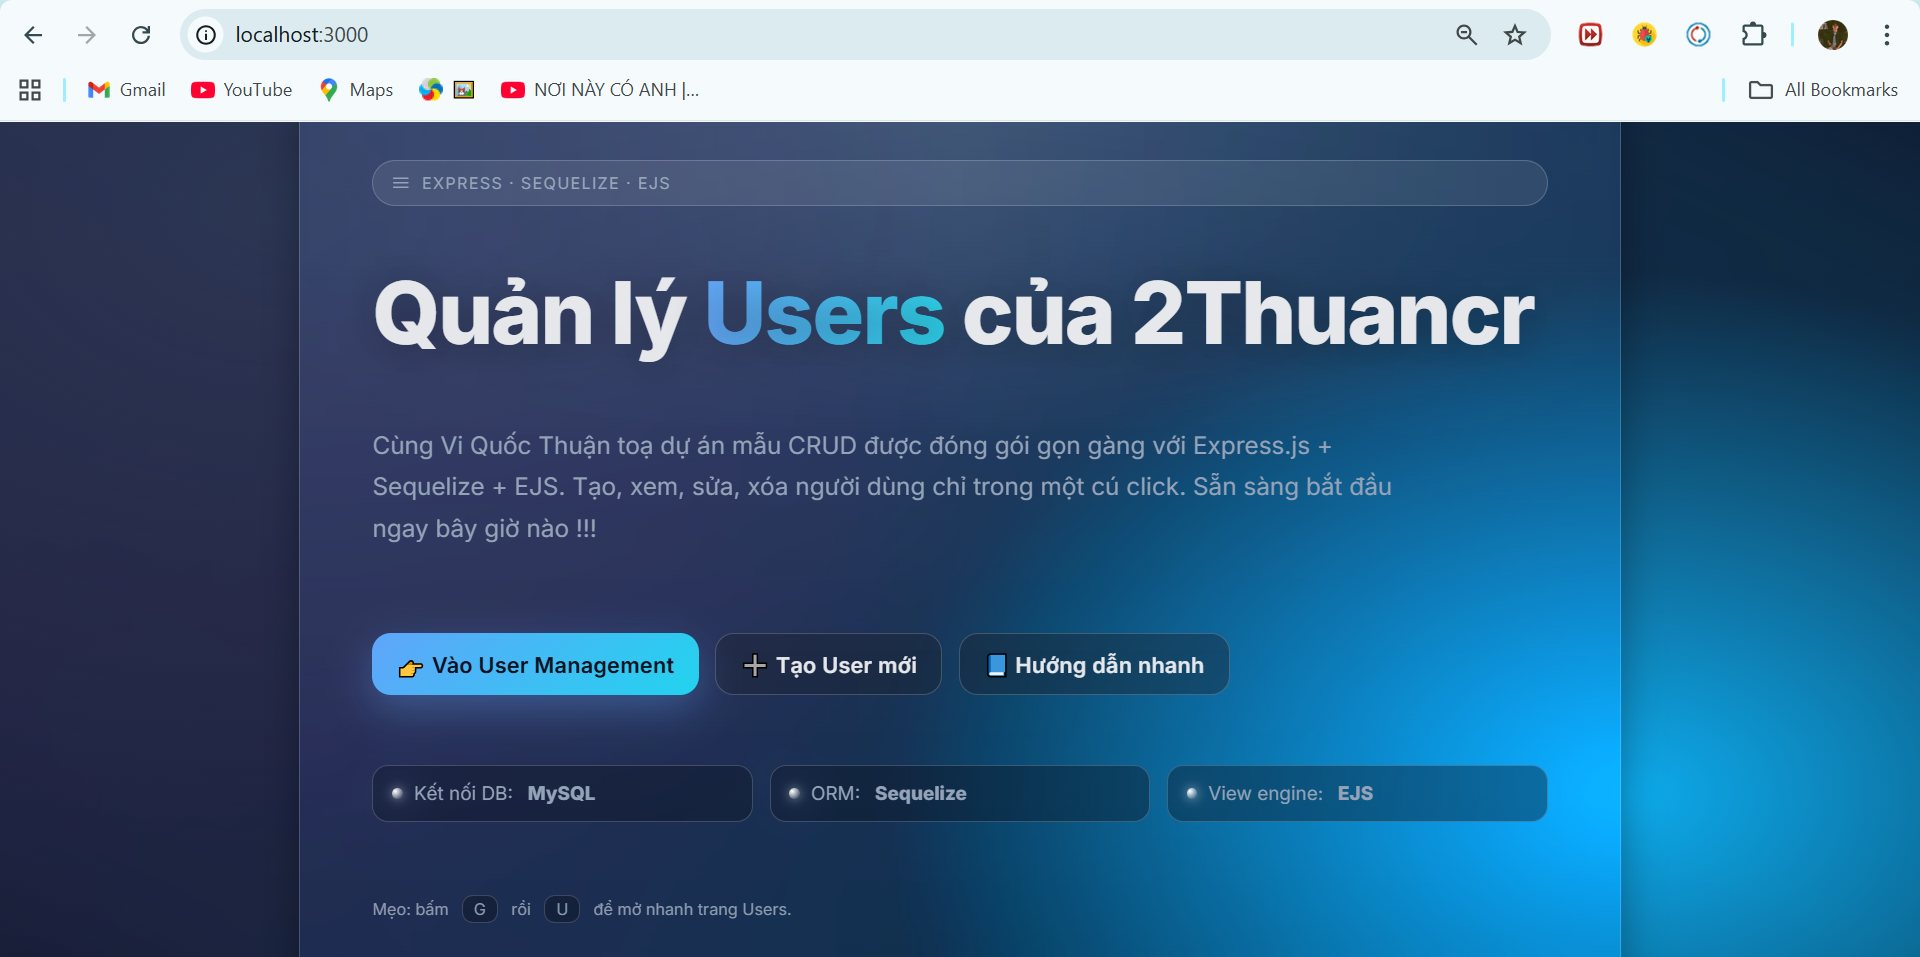 localhost:3000
Gmail
YouTube
Maps
NƠI NÀY CÓ ANH |...
All Bookmarks
EXPRESS · SEQUELIZE · EJS
Quản lý Users của 2Thuancr
Cùng Vi Quốc Thuận toạ dự án mẫu CRUD được đóng gói gọn gàng với Express.js +
Sequelize + EJS. Tạo, xem, sửa, xóa người dùng chỉ trong một cú click. Sẵn sàng bắt đầu
ngay bây giờ nào !!!
👉 Vào User Management
➕ Tạo User mới
📘 Hướng dẫn nhanh
Kết nối DB: MySQL
ORM: Sequelize
View engine: EJS
Mẹo: bấm G rồi U để mở nhanh trang Users.